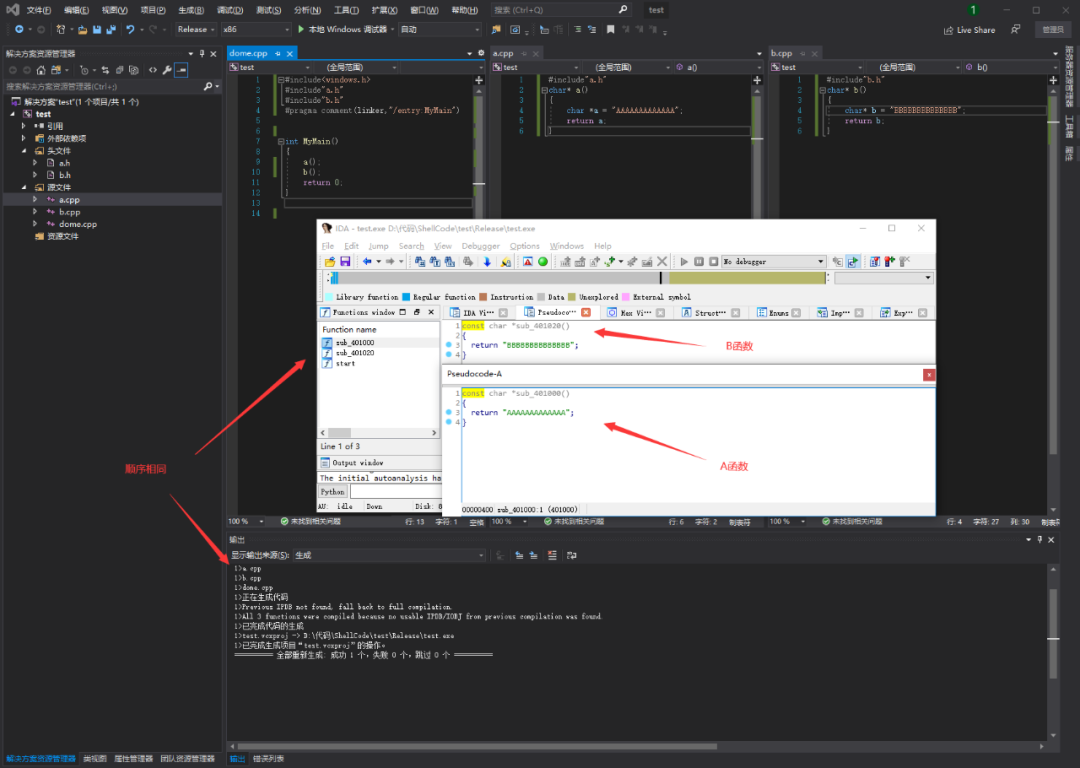 文件(F) 编辑(E) 视图(V) 项目(P) 生成(B) 调试(D) 测试(S) 分析(N) 工具(T) 扩展(X) 窗口(W) 帮助(H) 搜索 (Ctrl+Q) test 1
Release x86 本地 Windows 调试器 自动 Live Share 管理员
解决方案资源管理器
搜索解决方案资源管理器(Ctrl+;)
解决方案"test"(1 个项目/共 1 个)
test
引用
外部依赖项
头文件
a.h
b.h
源文件
a.cpp
b.cpp
dome.cpp
资源文件
dome.cpp
test (全局范围)
1 #include<windows.h>
2 #include"a.h"
3 #include"b.h"
4 #pragma comment(linker,"/entry:MyMain")
5
6
7 int MyMain()
8 {
9 a();
10 b();
11 return 0;
12 }
13
14
a.cpp
test (全局范围) a()
1 #include"a.h"
2 char* a()
3 {
4 char *a = "AAAAAAAAAAAAA";
5 return a;
6 }
b.cpp
test (全局范围) b()
1 #include"b.h"
2 char* b()
3 {
4 char* b = "BBBBBBBBBBBBBB";
5 return b;
6 }
服务器资源管理器
工具箱
属性
IDA - test.exe D:\代码\ShellCode\test\Release\test.exe
File Edit Jump Search View Debugger Options Windows Help
No debugger
Library function Regular function Instruction Data Unexplored External symbol
Functions window
Function name
sub_401000
sub_401020
start
Line 1 of 3
Output window
The initial autoanalysis ha
Python
AU: idle Down Disk: 8
IDA Vi··· Pseudoco··· Hex Vi··· Struct··· Enums Imp··· Exp···
1 const char *sub_401020()
2 {
3 return "BBBBBBBBBBBBBB";
4 }
B函数
Pseudocode-A
1 const char *sub_401000()
2 {
3 return "AAAAAAAAAAAAA";
4 }
A函数
00000400 sub_401000:1 (401000)
顺序相同
100 % 未找到相关问题 行: 13 字符: 1 空格
100 % 未找到相关问题 行: 6 字符: 2 制表符
100 % 未找到相关问题 行: 4 字符: 27 列: 30 制表符
输出
显示输出来源(S): 生成
1>a.cpp
1>b.cpp
1>dome.cpp
1>正在生成代码
1>Previous IPDB not found, fall back to full compilation.
1>All 3 functions were compiled because no usable IPDB/IOBJ from previous compilation was found.
1>已完成代码的生成
1>test.vcxproj -> D:\代码\ShellCode\test\Release\test.exe
1>已完成生成项目“test.vcxproj”的操作。
========== 全部重新生成: 成功 1 个，失败 0 个，跳过 0 个 ==========
解决方案资源管理器 类视图 属性管理器 团队资源管理器 输出 错误列表